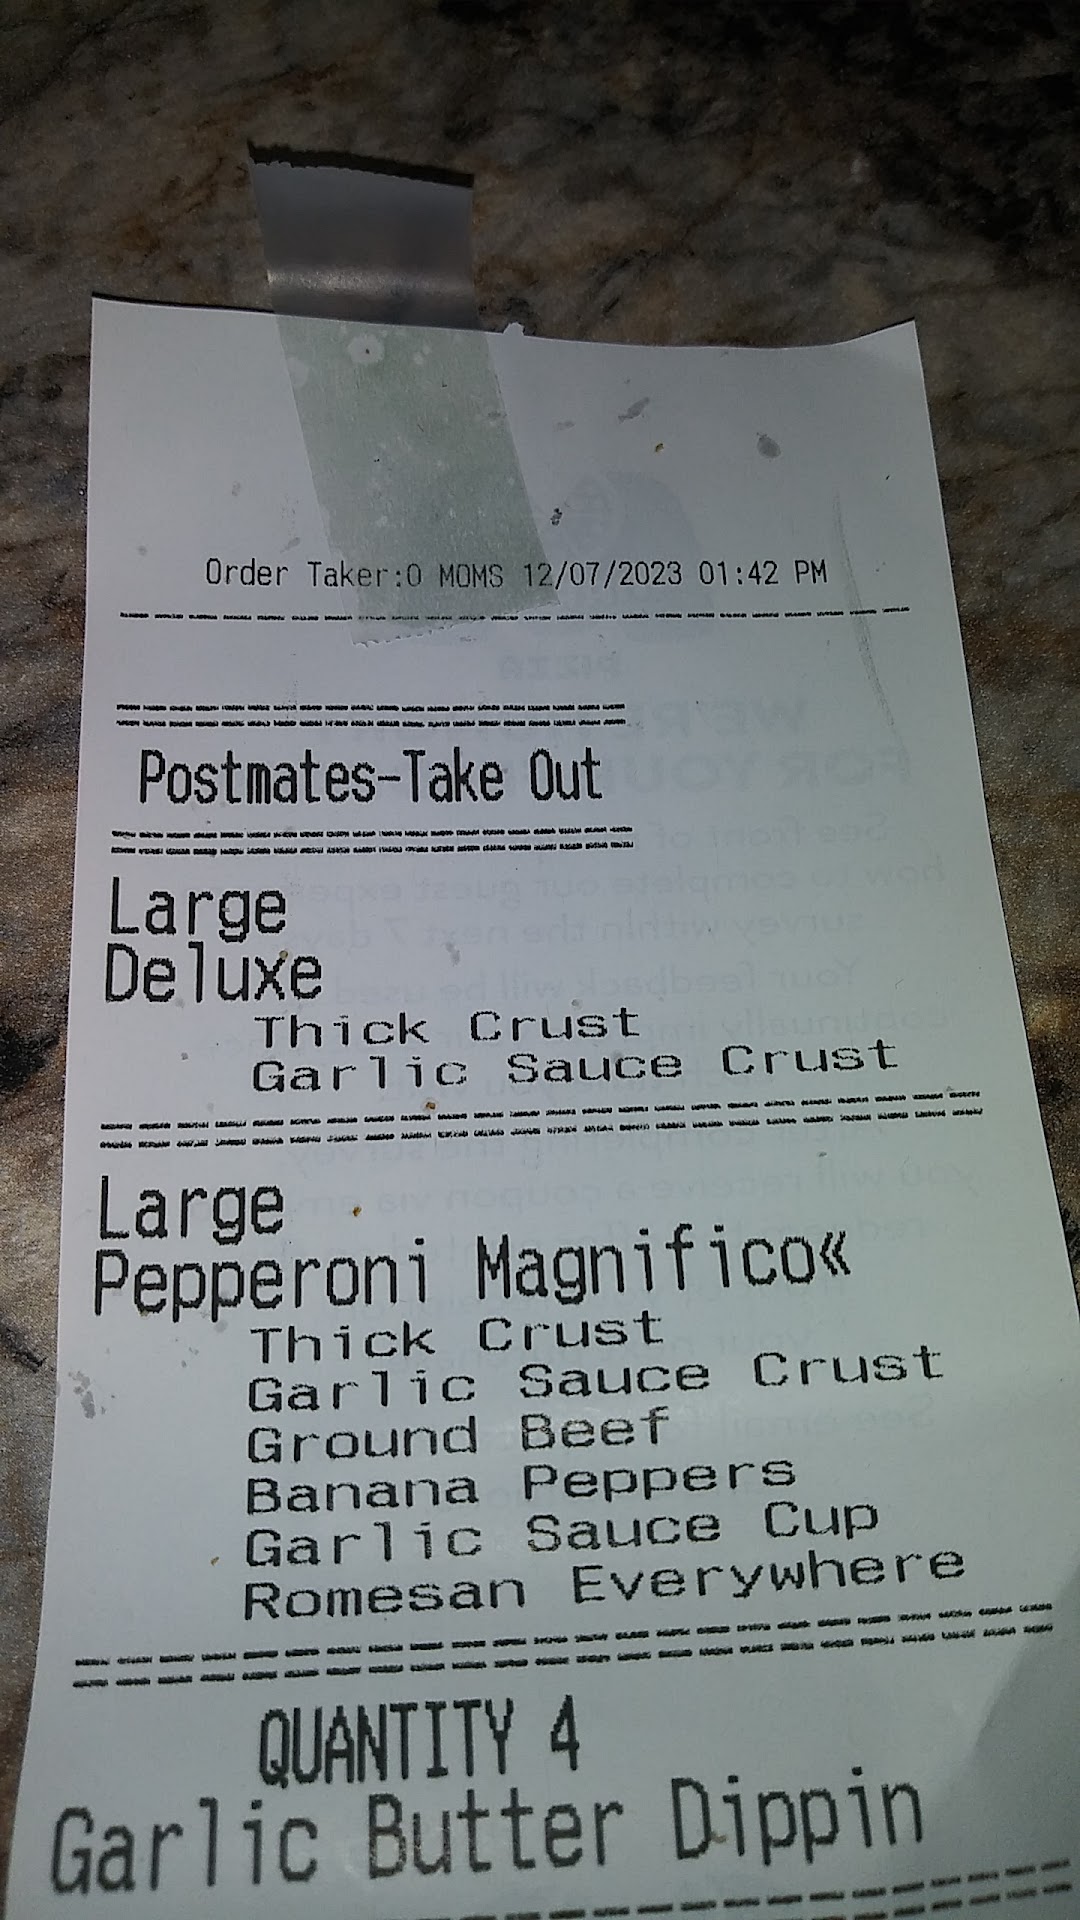 Order Taker:0 MOMS 12/07/2023 01:42 PM
Postmates-Take Out
Large
Deluxe
Thick Crust
Garlic Sauce Crust
Large
Pepperoni Magnifico«
Thick Crust
Garlic Sauce Crust
Ground Beef
Banana Peppers
Garlic Sauce Cup
Romesan Everywhere
QUANTITY 4
Garlic Butter Dippin